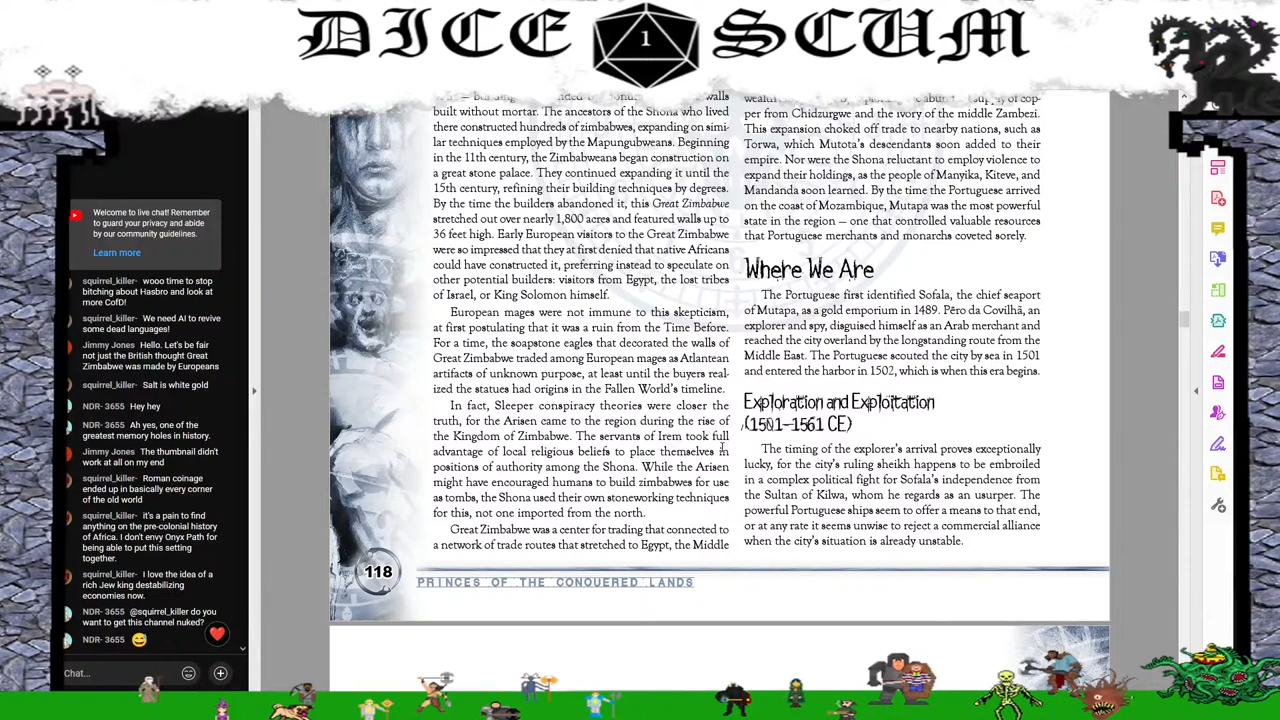 DICE 1 SCUM
Welcome to live chat! Remember
to guard your privacy and abide
by our community guidelines.
Learn more
squirrel_killer- wooo time to stop
bitching about Hasbro and look at
more CofD!
squirrel_killer- We need AI to revive
some dead languages!
Jimmy Jones Hello. Let's be fair
not just the British thought Great
Zimbabwe was made by Europeans
squirrel_killer- Salt is white gold
NDR- 3655 Hey hey
NDR- 3655 Ah yes, one of the
greatest memory holes in history.
Jimmy Jones The thumbnail didn't
work at all on my end
squirrel_killer- Roman coinage
ended up in basically every corner
of the old world
squirrel_killer- it's a pain to find
anything on the pre-colonial history
of Africa. I don't envy Onyx Path for
being able to put this setting
together.
squirrel_killer- I love the idea of a
rich Jew king destabilizing
economies now.
NDR- 3655 @squirrel_killer do you
want to get this channel nuked?
NDR- 3655 😅
Chat...
walls
built without mortar. The ancestors of the Shona who lived
there constructed hundreds of zimbabwes, expanding on simi-
lar techniques employed by the Mapungubweans. Beginning
in the 11th century, the Zimbabweans began construction on
a great stone palace. They continued expanding it until the
15th century, refining their building techniques by degrees.
By the time the builders abandoned it, this Great Zimbabwe
stretched out over nearly 1,800 acres and featured walls up to
36 feet high. Early European visitors to the Great Zimbabwe
were so impressed that they at first denied that native Africans
could have constructed it, preferring instead to speculate on
other potential builders: visitors from Egypt, the lost tribes
of Israel, or King Solomon himself.
European mages were not immune to this skepticism,
at first postulating that it was a ruin from the Time Before.
For a time, the soapstone eagles that decorated the walls of
Great Zimbabwe traded among European mages as Atlantean
artifacts of unknown purpose, at least until the buyers real-
ized the statues had origins in the Fallen World's timeline.
In fact, Sleeper conspiracy theories were closer the
truth, for the Arisen came to the region during the rise of
the Kingdom of Zimbabwe. The servants of Irem took full
advantage of local religious beliefs to place themselves in
positions of authority among the Shona. While the Arisen
might have encouraged humans to build zimbabwes for use
as tombs, the Shona used their own stoneworking techniques
for this, not one imported from the north.
Great Zimbabwe was a center for trading that connected to
a network of trade routes that stretched to Egypt, the Middle
wealth
per from Chidzurgwe and the ivory of the middle Zambezi.
This expansion choked off trade to nearby nations, such as
Torwa, which Mutota's descendants soon added to their
empire. Nor were the Shona reluctant to employ violence to
expand their holdings, as the people of Manyika, Kiteve, and
Mandanda soon learned. By the time the Portuguese arrived
on the coast of Mozambique, Mutapa was the most powerful
state in the region — one that controlled valuable resources
that Portuguese merchants and monarchs coveted sorely.
Where We Are
The Portuguese first identified Sofala, the chief seaport
of Mutapa, as a gold emporium in 1489. Pêro da Covilhã, an
explorer and spy, disguised himself as an Arab merchant and
reached the city overland by the longstanding route from the
Middle East. The Portuguese scouted the city by sea in 1501
and entered the harbor in 1502, which is when this era begins.
Exploration and Exploitation
(1501–1561 CE)
The timing of the explorer's arrival proves exceptionally
lucky, for the city's ruling sheikh happens to be embroiled
in a complex political fight for Sofala's independence from
the Sultan of Kilwa, whom he regards as an usurper. The
powerful Portuguese ships seem to offer a means to that end,
or at any rate it seems unwise to reject a commercial alliance
when the city's situation is already unstable.
118
PRINCES OF THE CONQUERED LANDS